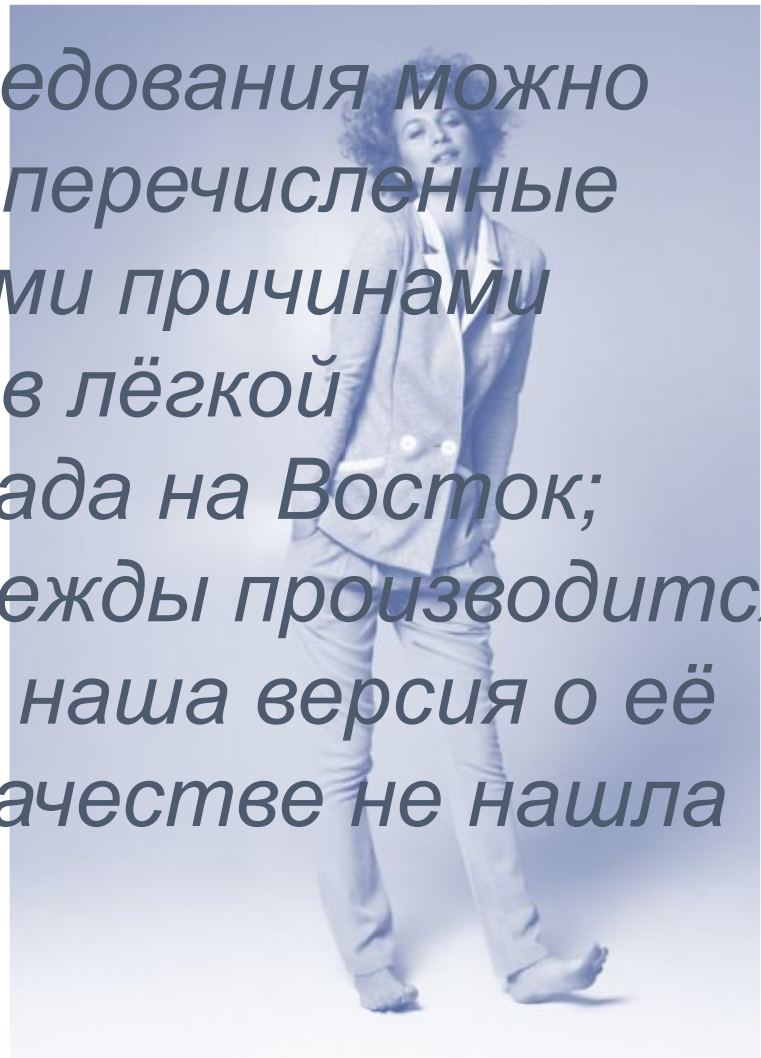 едования можно
перечисленные
ми причинами
в лёгкой
ада на Восток;
ежды производитс
наша версия о её
ачестве не нашла